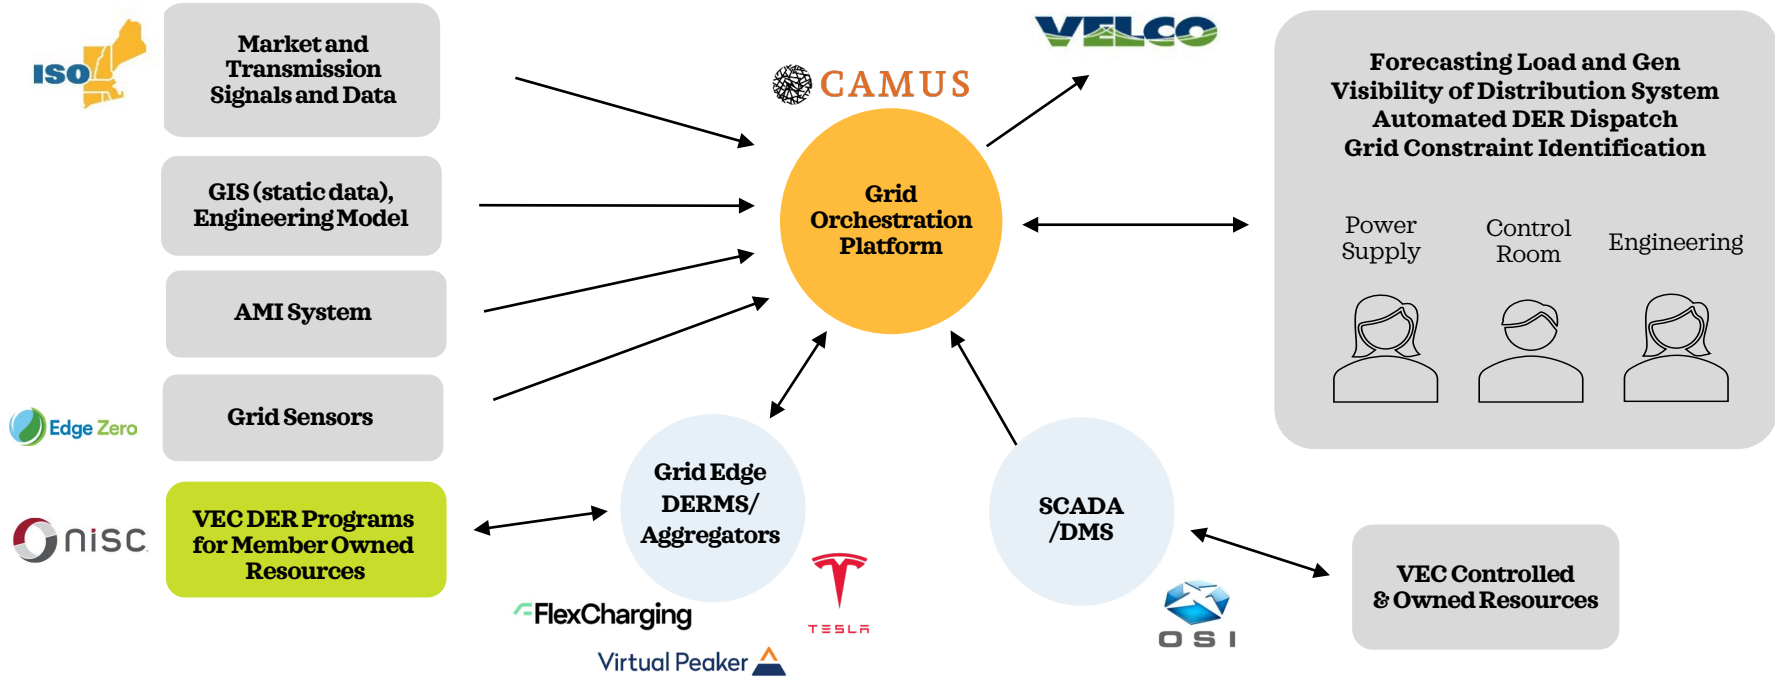 ISO
Market and
Transmission
Signals and Data
GIS (static data),
Engineering Model
AMI System
Edge Zero
Grid Sensors
nisc
VEC DER Programs
for Member Owned
Resources
CAMUS
Grid
Orchestration
Platform
VELCO
Grid Edge
DERMS/
Aggregators
FlexCharging
Virtual Peaker
TESLA
SCADA
/DMS
OSI
Forecasting Load and Gen
Visibility of Distribution System
Automated DER Dispatch
Grid Constraint Identification
Power
Supply
Control
Room
Engineering
VEC Controlled
& Owned Resources